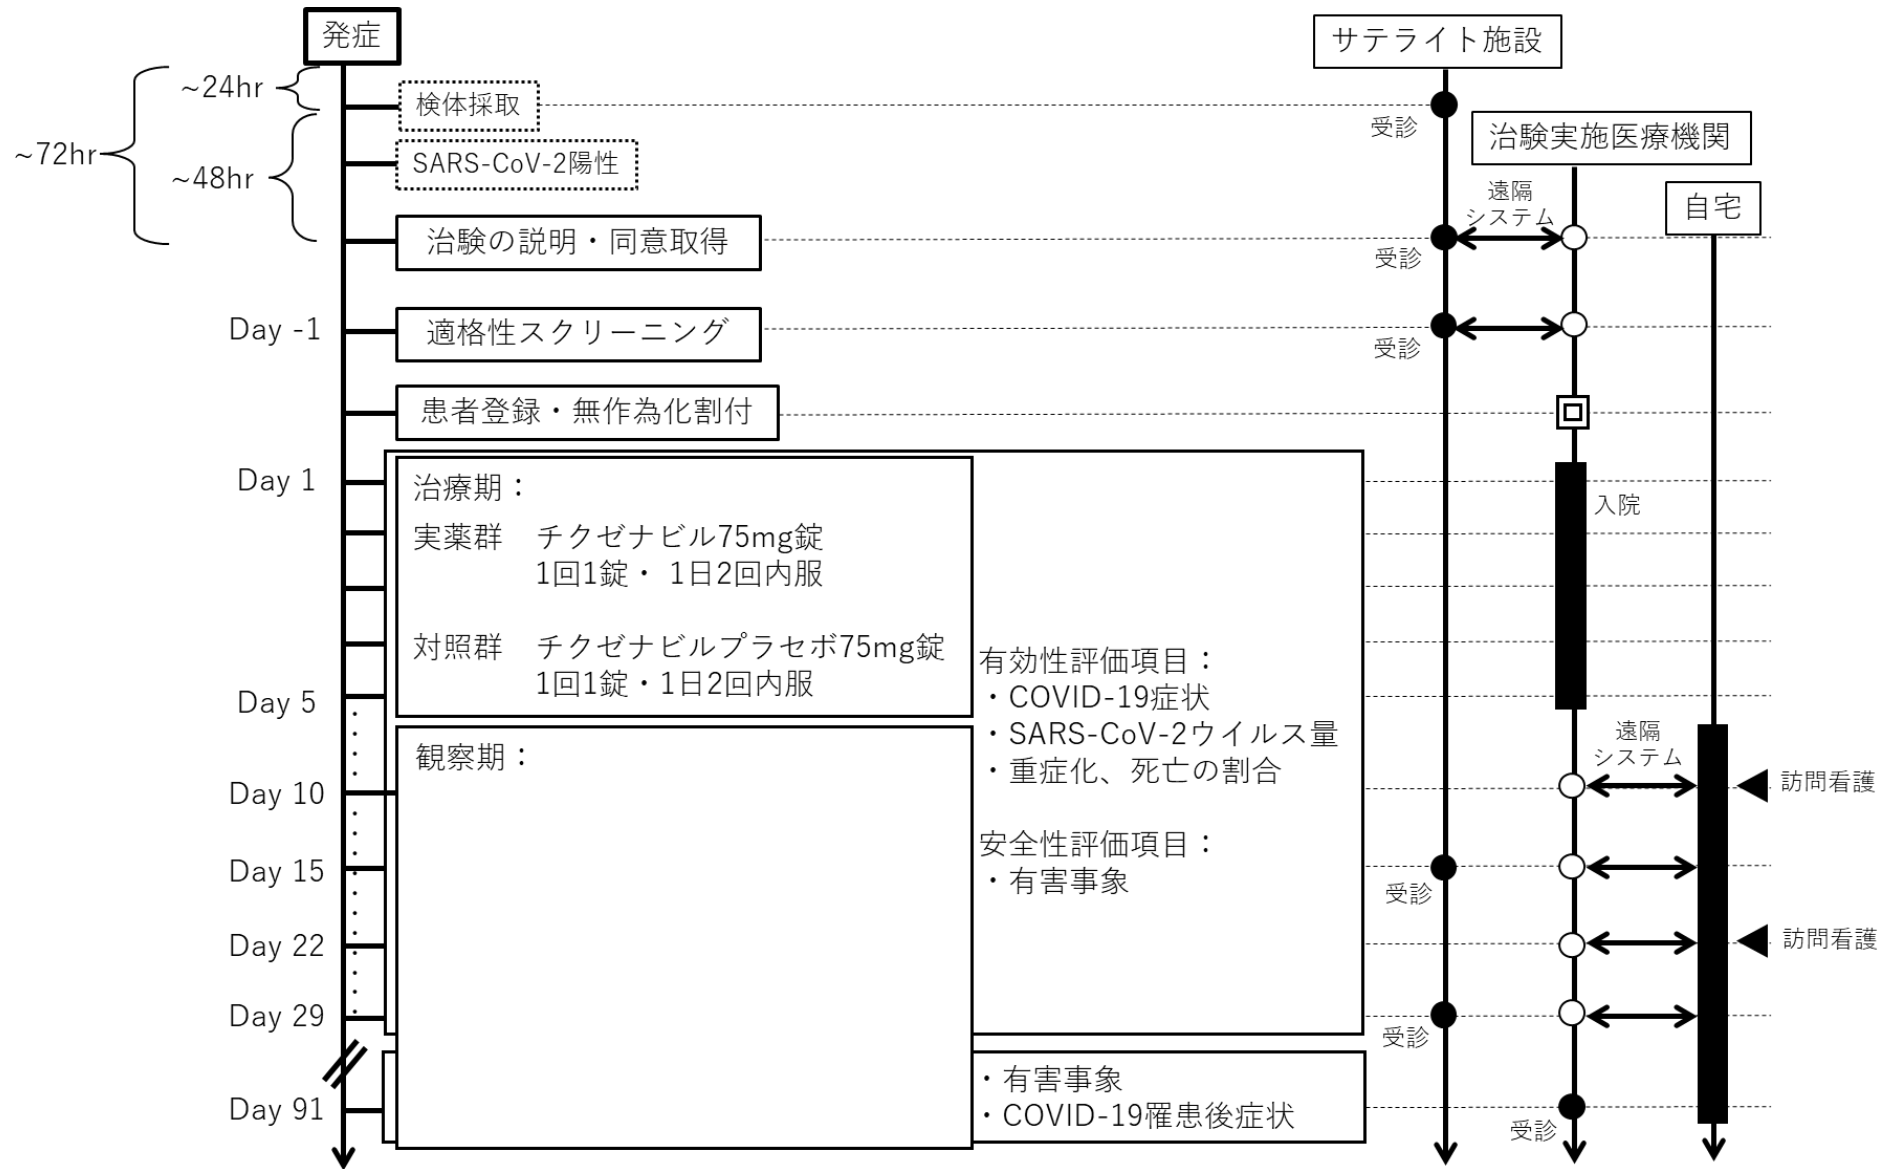 発症
サテライト施設
~24hr
検体採取
受診
治験実施医療機関
~72hr
~48hr
SARS-CoV-2陽性
遠隔
システム
自宅
治験の説明・同意取得
受診
Day -1
適格性スクリーニング
受診
患者登録・無作為化割付
Day 1
治療期：
入院
実薬群 チクゼナビル75mg錠
1回1錠・ 1日2回内服
対照群 チクゼナビルプラセボ75mg錠
1回1錠・1日2回内服
Day 5
有効性評価項目：
・COVID-19症状
・SARS-CoV-2ウイルス量
・重症化、死亡の割合
観察期：
遠隔
システム
Day 10
訪問看護
安全性評価項目：
・有害事象
Day 15
受診
Day 22
訪問看護
Day 29
受診
・有害事象
・COVID-19罹患後症状
Day 91
受診